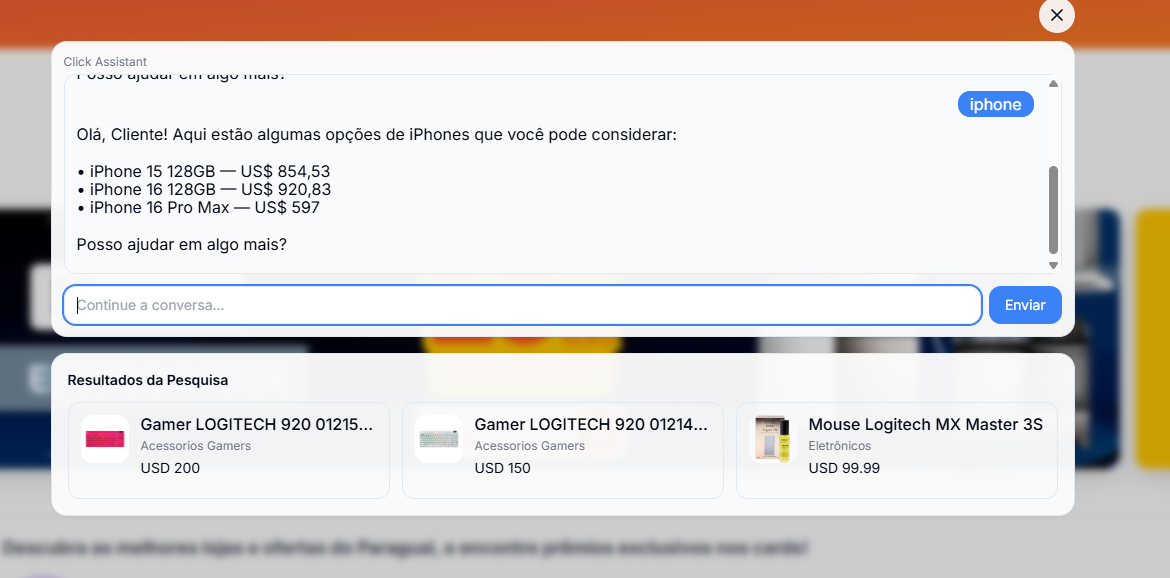 Click Assistant
Posso ajudar em algo mais?
iphone
Olá, Cliente! Aqui estão algumas opções de iPhones que você pode considerar:
• iPhone 15 128GB — US$ 854,53
• iPhone 16 128GB — US$ 920,83
• iPhone 16 Pro Max — US$ 597
Posso ajudar em algo mais?
Continue a conversa...
Enviar
Resultados da Pesquisa
Gamer LOGITECH 920 01215...
Acessorios Gamers
USD 200
Gamer LOGITECH 920 01214...
Acessorios Gamers
USD 150
Mouse Logitech MX Master 3S
Eletrônicos
USD 99.99
Descubra as melhores lojas e ofertas do Paraguai, e encontre prêmios exclusivos nos cards!